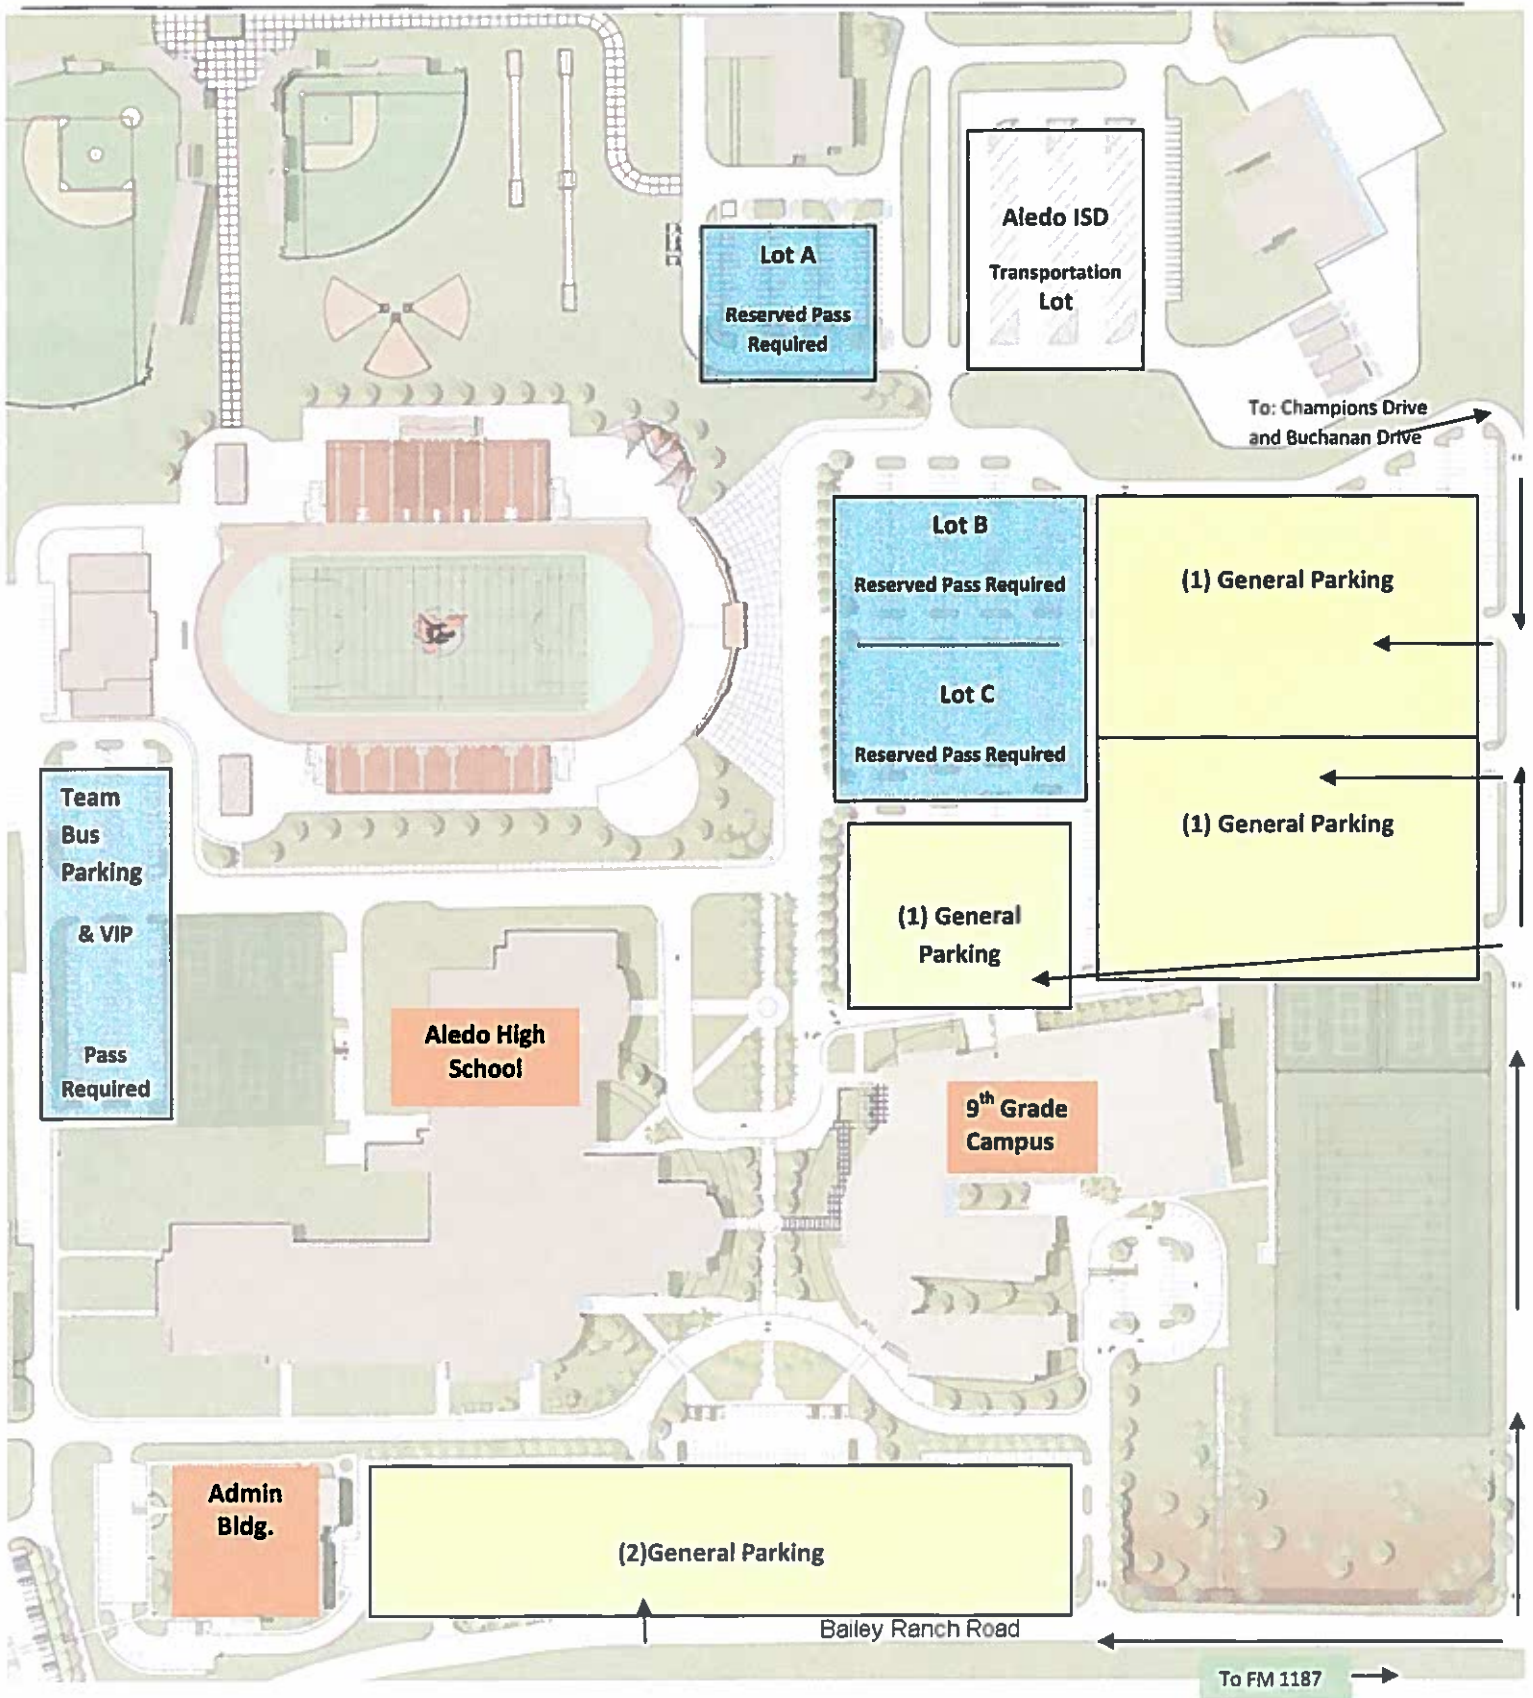 Aledo ISD
Transportation
Lot
Lot A
Reserved Pass
Required
To: Champions Drive
and Buchanan Drive
Lot B
Reserved Pass Required
(1) General Parking
Lot C
Reserved Pass Required
Team
Bus
Parking
& VIP
Pass
Required
(1) General Parking
(1) General
Parking
Aledo High
School
9th Grade
Campus
Admin
Bldg.
(2)General Parking
Bailey Ranch Road
To FM 1187